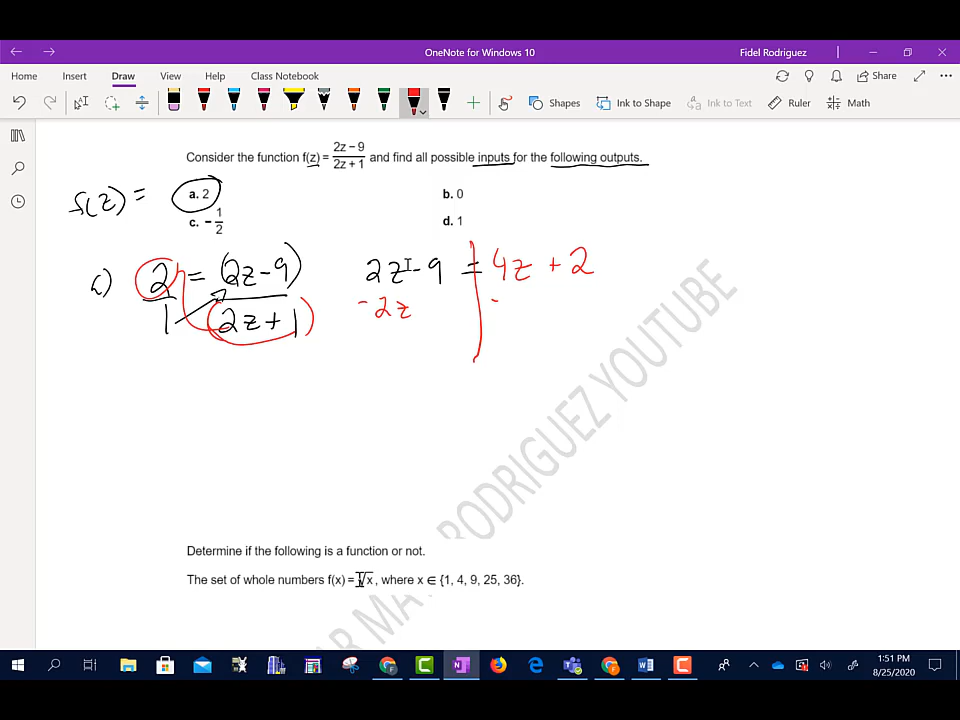 OneNote for Windows 10
Fidel Rodriguez
Home Insert Draw View Help Class Notebook
Share
Shapes Ink to Shape Ink to Text Ruler Math
Consider the function f(z) = 2z − 9 / 2z + 1 and find all possible inputs for the following outputs.
f(z) = a. 2
b. 0
c. − 1/2
d. 1
2/1 = (2z − 9) / (2z + 1)
2z − 9 = 4z + 2
− 2z −
RODRIGUEZ YOUTUBE
Determine if the following is a function or not.
The set of whole numbers f(x) = √x, where x ∈ {1, 4, 9, 25, 36}.
1:51 PM
8/25/2020